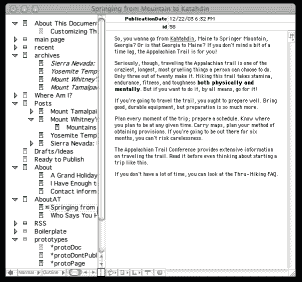 Springing from Mountain to Katahdin
About This Document
Customizing Th
main page
recent
archives
Sierra Nevada:
Yosemite Temp
Mount Whitney
Mount Tamalpai
Where Am I?
Posts
Mount Tamalpai
Mount Whitney's
Mountains
Yosemite Temp
Sierra Nevada:
Drafts/Ideas
Ready to Publish
About
A Grand Holiday
I Have Enough t
Contact inform
AboutAT
Springing from
Who Says You H
RSS
Boilerplate
prototypes
*protoDoc
*protoDontPubl
*protoPage
Normal
Outline
PublicationDate 12/22/08 6:32 PM
id 98
So, you wanna go from Kahtahdin, Maine to Springer Mountain,
Georgia? Or is that Georgia to Maine? If you don't mind a bit of a
line leg, the Appalachian Trail is for you!
Seriously, though, traveling the Appalachian trail is one of the
craziest, longest, most grueling things a person can choose to do.
Only three out of twenty make it. Hiking this trail takes stamina,
endurance, fitness, and toughness both physically and
mentally. But if you want to do it, by all means, go for it!
If you're going to travel the trail, you ought to prepare well. Bring
good, durable equipment, but preparation is so much more.
Plan every moment of the trip; prepare a schedule. Know where
you plan to be at any given time. Carry maps, plan your method of
obtaining provisions. If you're going to be out there for six
months, you can't risk carelessness.
The Appalachian Trail Conference provides extensive information
on traveling the trail. Read it before even thinking about starting a
trip like this.
If you don't have a lot of time, you can look at the Thru-Hiking FAQ.